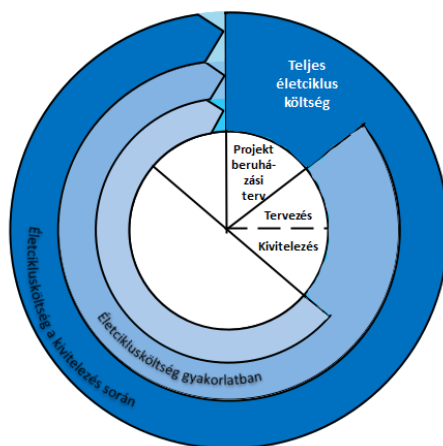 Teljes
életciklus
költség
Projekt
beruhá-
zási
terv
Tervezés
Kivitelezés
Életciklusköltség gyakorlatban
Életciklusköltség a kivitelezés során